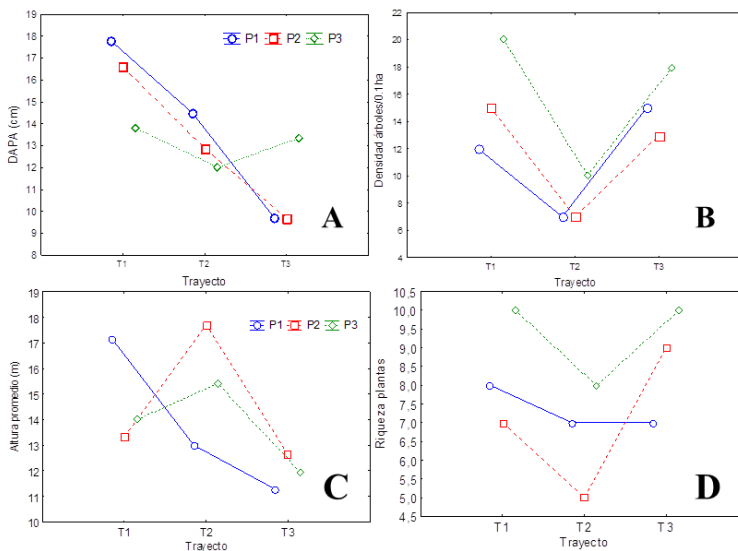 DAPA (cm)
19
18
17
16
15
14
13
12
11
10
9
8
P1 P2 P3
A
T1 T2 T3
Trayecto
Densidad árboles/0.1ha
22
20
18
16
14
12
10
8
6
4
B
T1 T2 T3
Trayecto
Altura promedio (m)
19
18
17
16
15
14
13
12
11
10
P1 P2 P3
C
T1 T2 T3
Trayecto
Riqueza plantas
10,5
10,0
9,5
9,0
8,5
8,0
7,5
7,0
6,5
6,0
5,5
5,0
4,5
D
T1 T2 T3
Trayecto